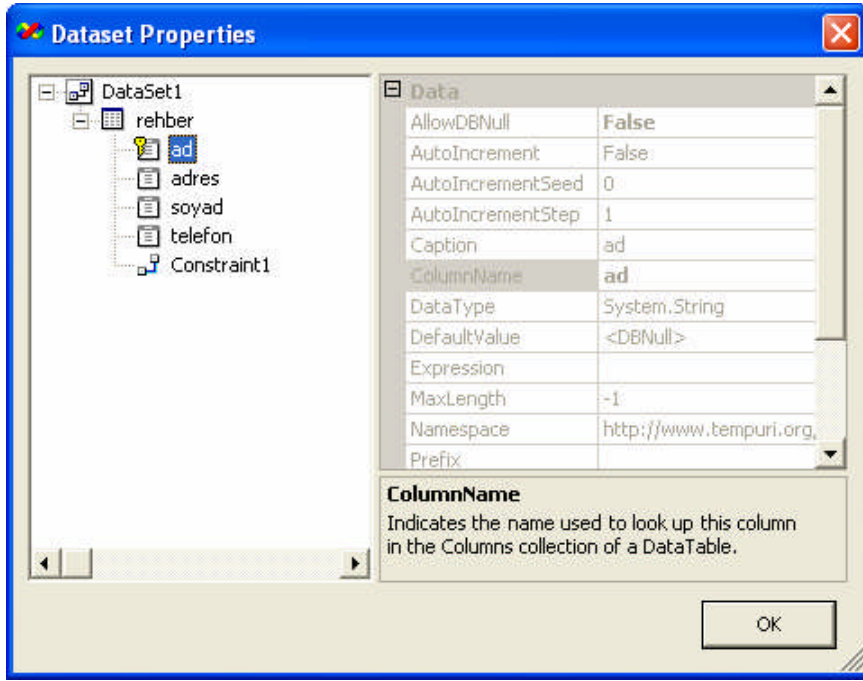 Dataset Properties
DataSet1
rehber
ad
adres
soyad
telefon
Constraint1
Data
AllowDBNull False
AutoIncrement False
AutoIncrementSeed 0
AutoIncrementStep 1
Caption ad
ColumnName ad
DataType System.String
DefaultValue <DBNull>
Expression
MaxLength -1
Namespace http://www.tempuri.org,
Prefix
ColumnName
Indicates the name used to look up this column
in the Columns collection of a DataTable.
OK